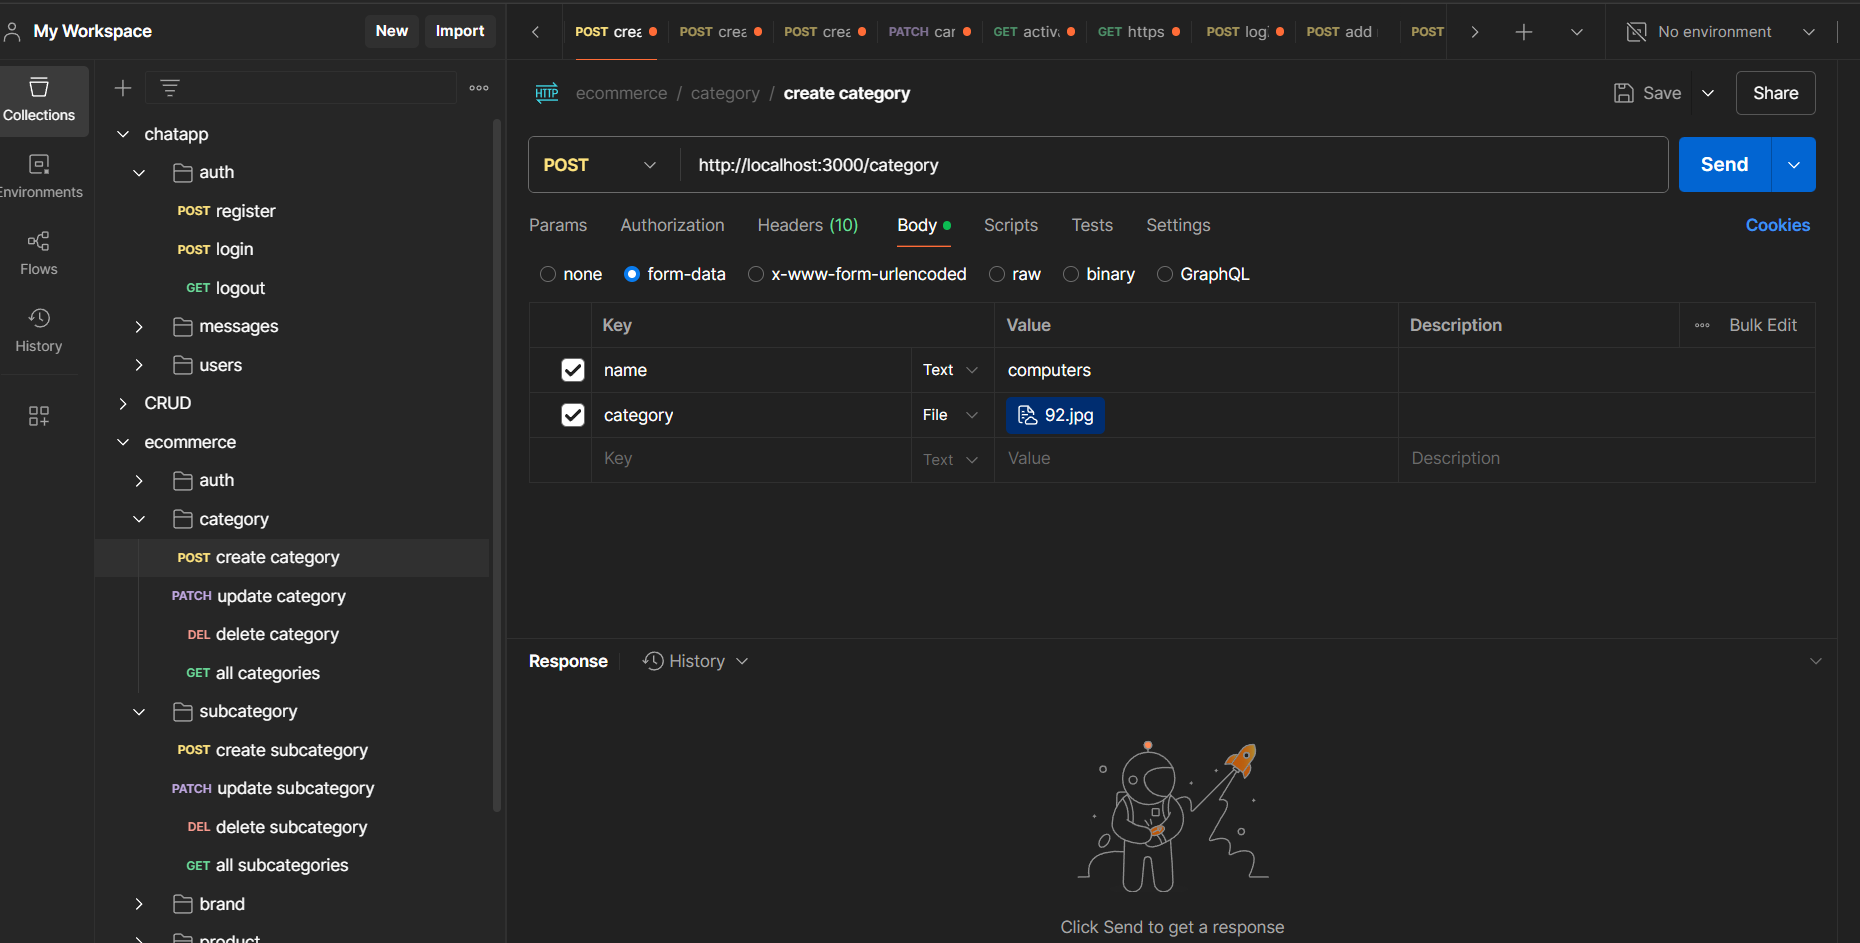 My Workspace
New
Import
POST crea
POST crea
POST crea
PATCH car
GET activ
GET https
POST log
POST add
POST
No environment
Collections
Environments
Flows
History
chatapp
auth
POST register
POST login
GET logout
messages
users
CRUD
ecommerce
auth
category
POST create category
PATCH update category
DEL delete category
GET all categories
subcategory
POST create subcategory
PATCH update subcategory
DEL delete subcategory
GET all subcategories
brand
product
HTTP ecommerce / category / create category
Save
Share
POST http://localhost:3000/category
Send
Params Authorization Headers (10) Body Scripts Tests Settings Cookies
none form-data x-www-form-urlencoded raw binary GraphQL
Key Value Description Bulk Edit
name Text computers
category File 92.jpg
Key Text Value Description
Response History
Click Send to get a response